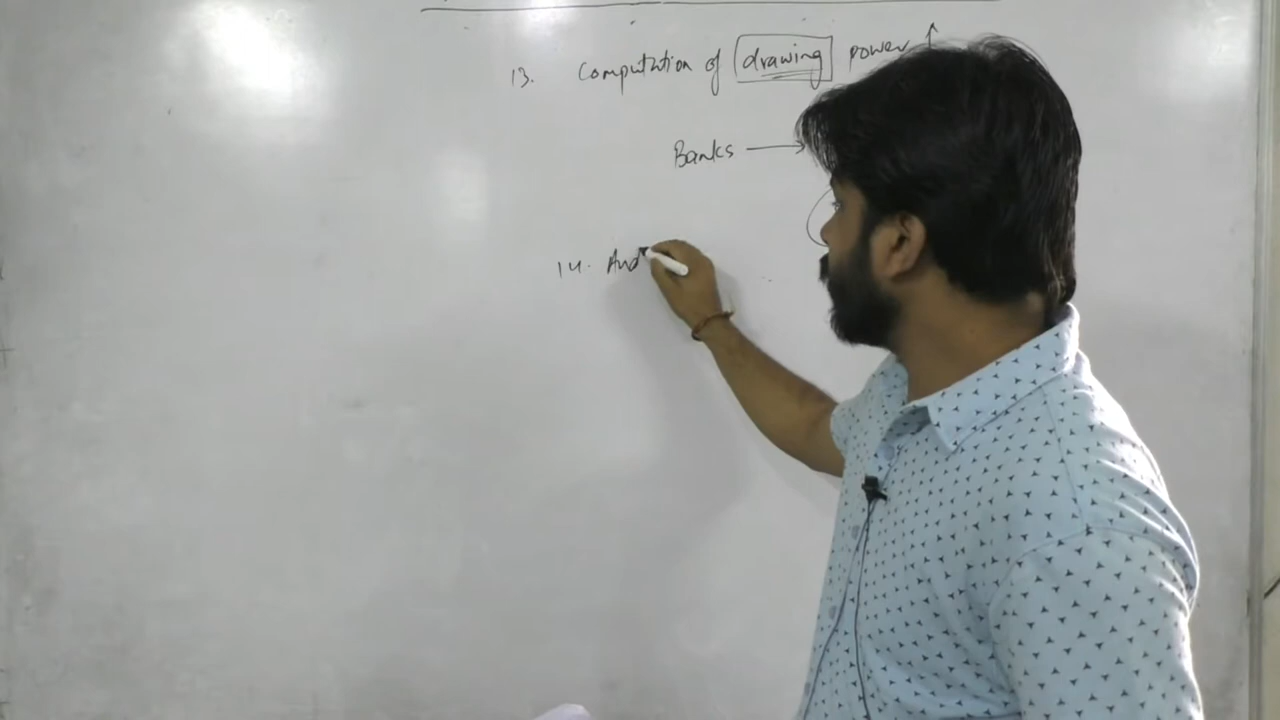 13. Computation of drawing power ↑
Banks →
14. Aud